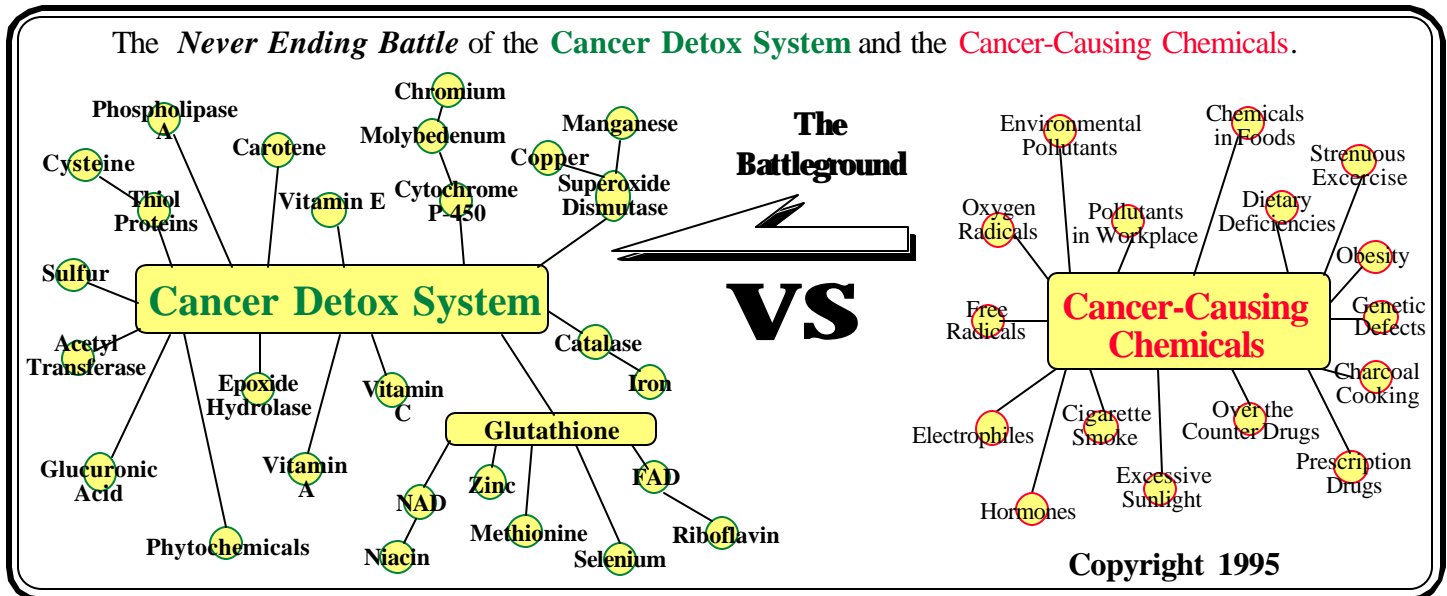 The Never Ending Battle of the Cancer Detox System and the Cancer-Causing Chemicals.
Phospholipase
A
Cysteine
Thiol
Proteins
Carotene
Vitamin E
Chromium
Molybedenum
Cytochrome
P-450
Manganese
Copper
Superoxide
Dismutase
Sulfur
Cancer Detox System
Acetyl
Transferase
Epoxide
Hydrolase
Vitamin
C
Catalase
Iron
Glucuronic
Acid
Vitamin
A
Phytochemicals
Glutathione
NAD
Niacin
Zinc
Methionine
Selenium
FAD
Riboflavin
The
Battleground
vs
Environmental
Pollutants
Chemicals
in Foods
Strenuous
Excercise
Oxygen
Radicals
Pollutants
in Workplace
Dietary
Deficiencies
Obesity
Free
Radicals
Cancer-Causing
Chemicals
Genetic
Defects
Charcoal
Cooking
Electrophiles
Cigarette
Smoke
Over the
Counter Drugs
Prescription
Drugs
Hormones
Excessive
Sunlight
Copyright 1995